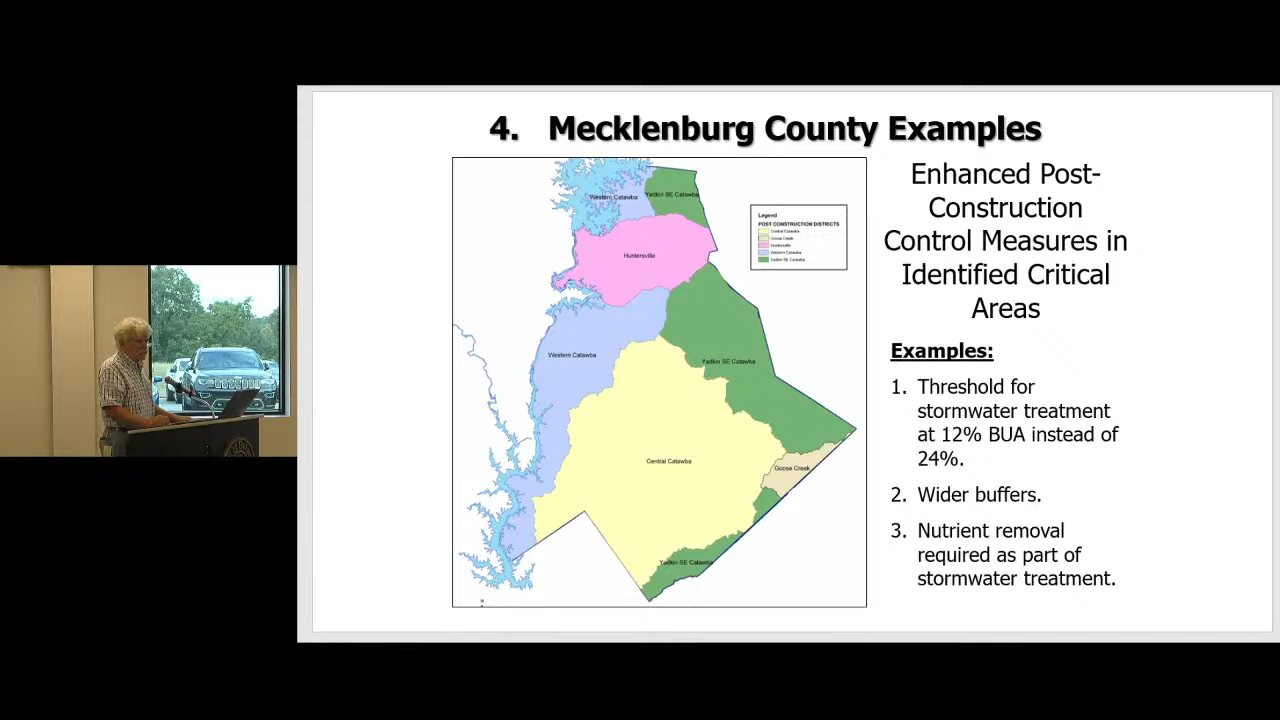 4. Mecklenburg County Examples
Enhanced Post-
Construction
Control Measures in
Identified Critical
Areas
Examples:
1. Threshold for
stormwater treatment
at 12% BUA instead of
24%.
2. Wider buffers.
3. Nutrient removal
required as part of
stormwater treatment.
Western Catawba
Yadkin SE Catawba
Huntersville
Western Catawba
Yadkin SE Catawba
Central Catawba
Goose Creek
Yadkin SE Catawba
Legend
POST CONSTRUCTION DISTRICTS
Central Catawba
Goose Creek
Huntersville
Western Catawba
Yadkin SE Catawba